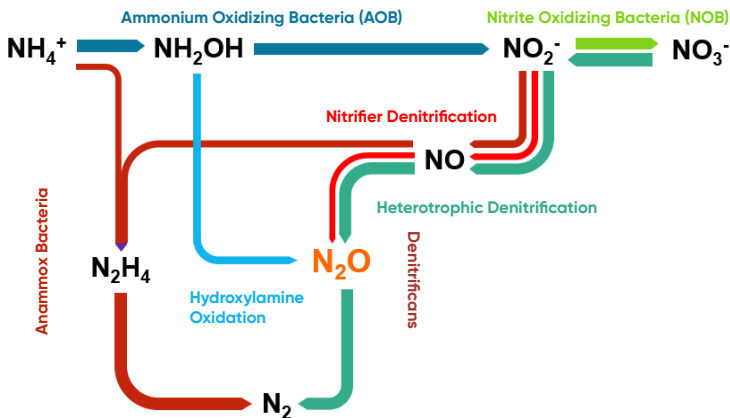 Ammonium Oxidizing Bacteria (AOB)
Nitrite Oxidizing Bacteria (NOB)
NH₄⁺
NH₂OH
NO₂⁻
NO₃⁻
Nitrifier Denitrification
NO
Heterotrophic Denitrification
Anammox Bacteria
N₂H₄
N₂O
Denitrificans
Hydroxylamine
Oxidation
N₂